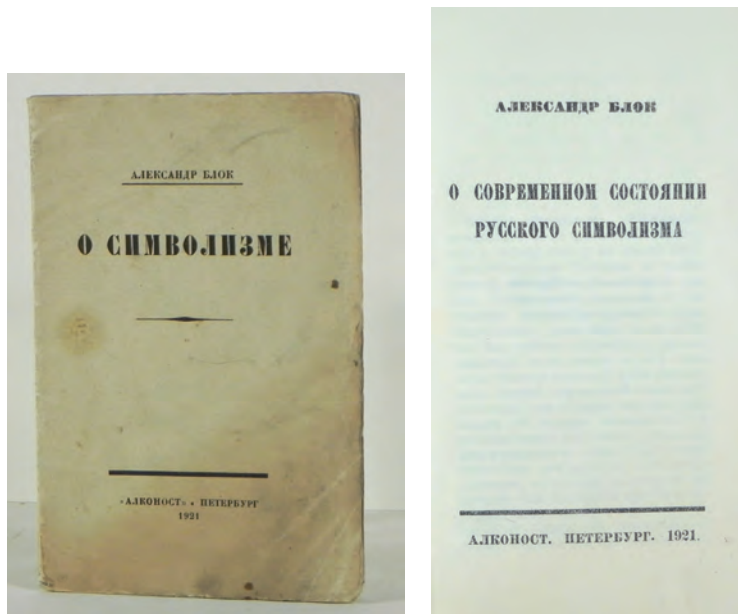 АЛЕКСАНДР БЛОК
О СИМВОЛИЗМЕ
«АЛКОНОСТ» • ПЕТЕРБУРГ
1921
АЛЕКСАНДР БЛОК
О СОВРЕМЕННОМ СОСТОЯНИИ
РУССКОГО СИМВОЛИЗМА
АЛКОНОСТ. ПЕТЕРБУРГ. 1921.